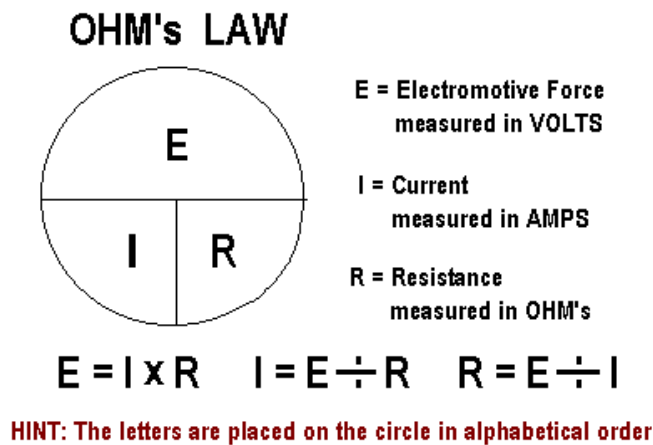 OHM's LAW
E
I
R
E = Electromotive Force
measured in VOLTS
I = Current
measured in AMPS
R = Resistance
measured in OHM's
E = I x R
I = E ÷ R
R = E ÷ I
HINT: The letters are placed on the circle in alphabetical order